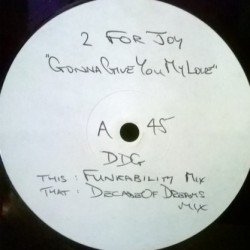 2 FOR JOY
"GONNA GIVE YOU MY LOVE"
A 45
DDG
THIS : FUNKABILITY MIX
THAT : DECADE OF DREAMS
MIX